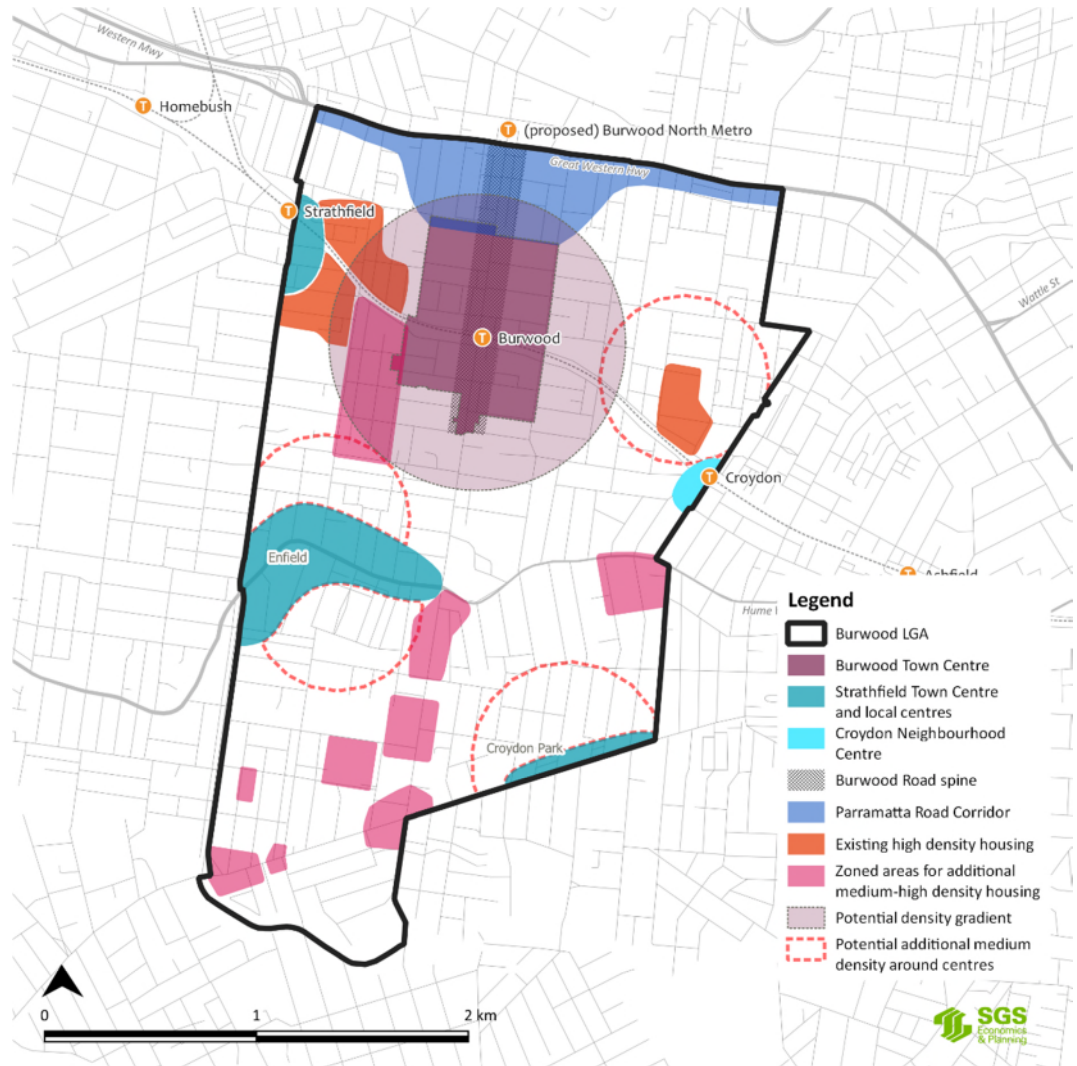 Western Mwy
Homebush
(proposed) Burwood North Metro
Great Western Hwy
Strathfield
Wattle St
Burwood
Croydon
Enfield
Ashfield
Hume
Croydon Park
Legend
Burwood LGA
Burwood Town Centre
Strathfield Town Centre
and local centres
Croydon Neighbourhood
Centre
Burwood Road spine
Parramatta Road Corridor
Existing high density housing
Zoned areas for additional
medium-high density housing
Potential density gradient
Potential additional medium
density around centres
0 1 2 km
SGS
Economics
& Planning